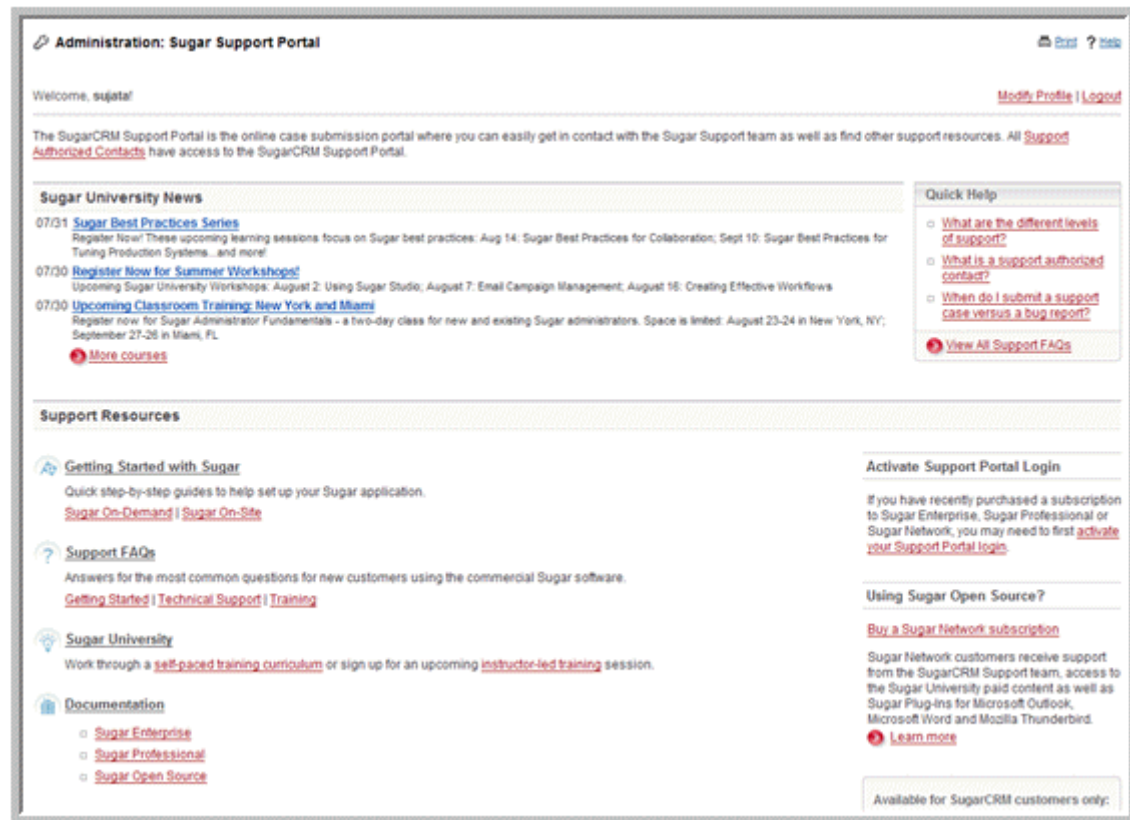 Administration: Sugar Support Portal
Print ? Help
Welcome, sujata!
Modify Profile | Logout
The SugarCRM Support Portal is the online case submission portal where you can easily get in contact with the Sugar Support team as well as find other support resources. All Support
Authorized Contacts have access to the SugarCRM Support Portal.
Sugar University News
07/31 Sugar Best Practices Series
Register Now! These upcoming learning sessions focus on Sugar best practices: Aug 14: Sugar Best Practices for Collaboration; Sept 10: Sugar Best Practices for
Tuning Production Systems...and more!
07/30 Register Now for Summer Workshops!
Upcoming Sugar University Workshops: August 2: Using Sugar Studio; August 7: Email Campaign Management; August 16: Creating Effective Workflows
07/30 Upcoming Classroom Training: New York and Miami
Register now for Sugar Administrator Fundamentals - a two-day class for new and existing Sugar administrators. Space is limited: August 23-24 in New York, NY;
September 27-28 in Miami, FL
More courses
Quick Help
What are the different levels
of support?
What is a support authorized
contact?
When do I submit a support
case versus a bug report?
View All Support FAQs
Support Resources
Getting Started with Sugar
Quick step-by-step guides to help set up your Sugar application.
Sugar On-Demand | Sugar On-Site
? Support FAQs
Answers for the most common questions for new customers using the commercial Sugar software.
Getting Started | Technical Support | Training
Sugar University
Work through a self-paced training curriculum or sign up for an upcoming instructor-led training session.
Documentation
Sugar Enterprise
Sugar Professional
Sugar Open Source
Activate Support Portal Login
If you have recently purchased a subscription
to Sugar Enterprise, Sugar Professional or
Sugar Network, you may need to first activate
your Support Portal login.
Using Sugar Open Source?
Buy a Sugar Network subscription
Sugar Network customers receive support
from the SugarCRM Support team, access to
the Sugar University paid content as well as
Sugar Plug-Ins for Microsoft Outlook,
Microsoft Word and Mozilla Thunderbird.
Learn more
Available for SugarCRM customers only: